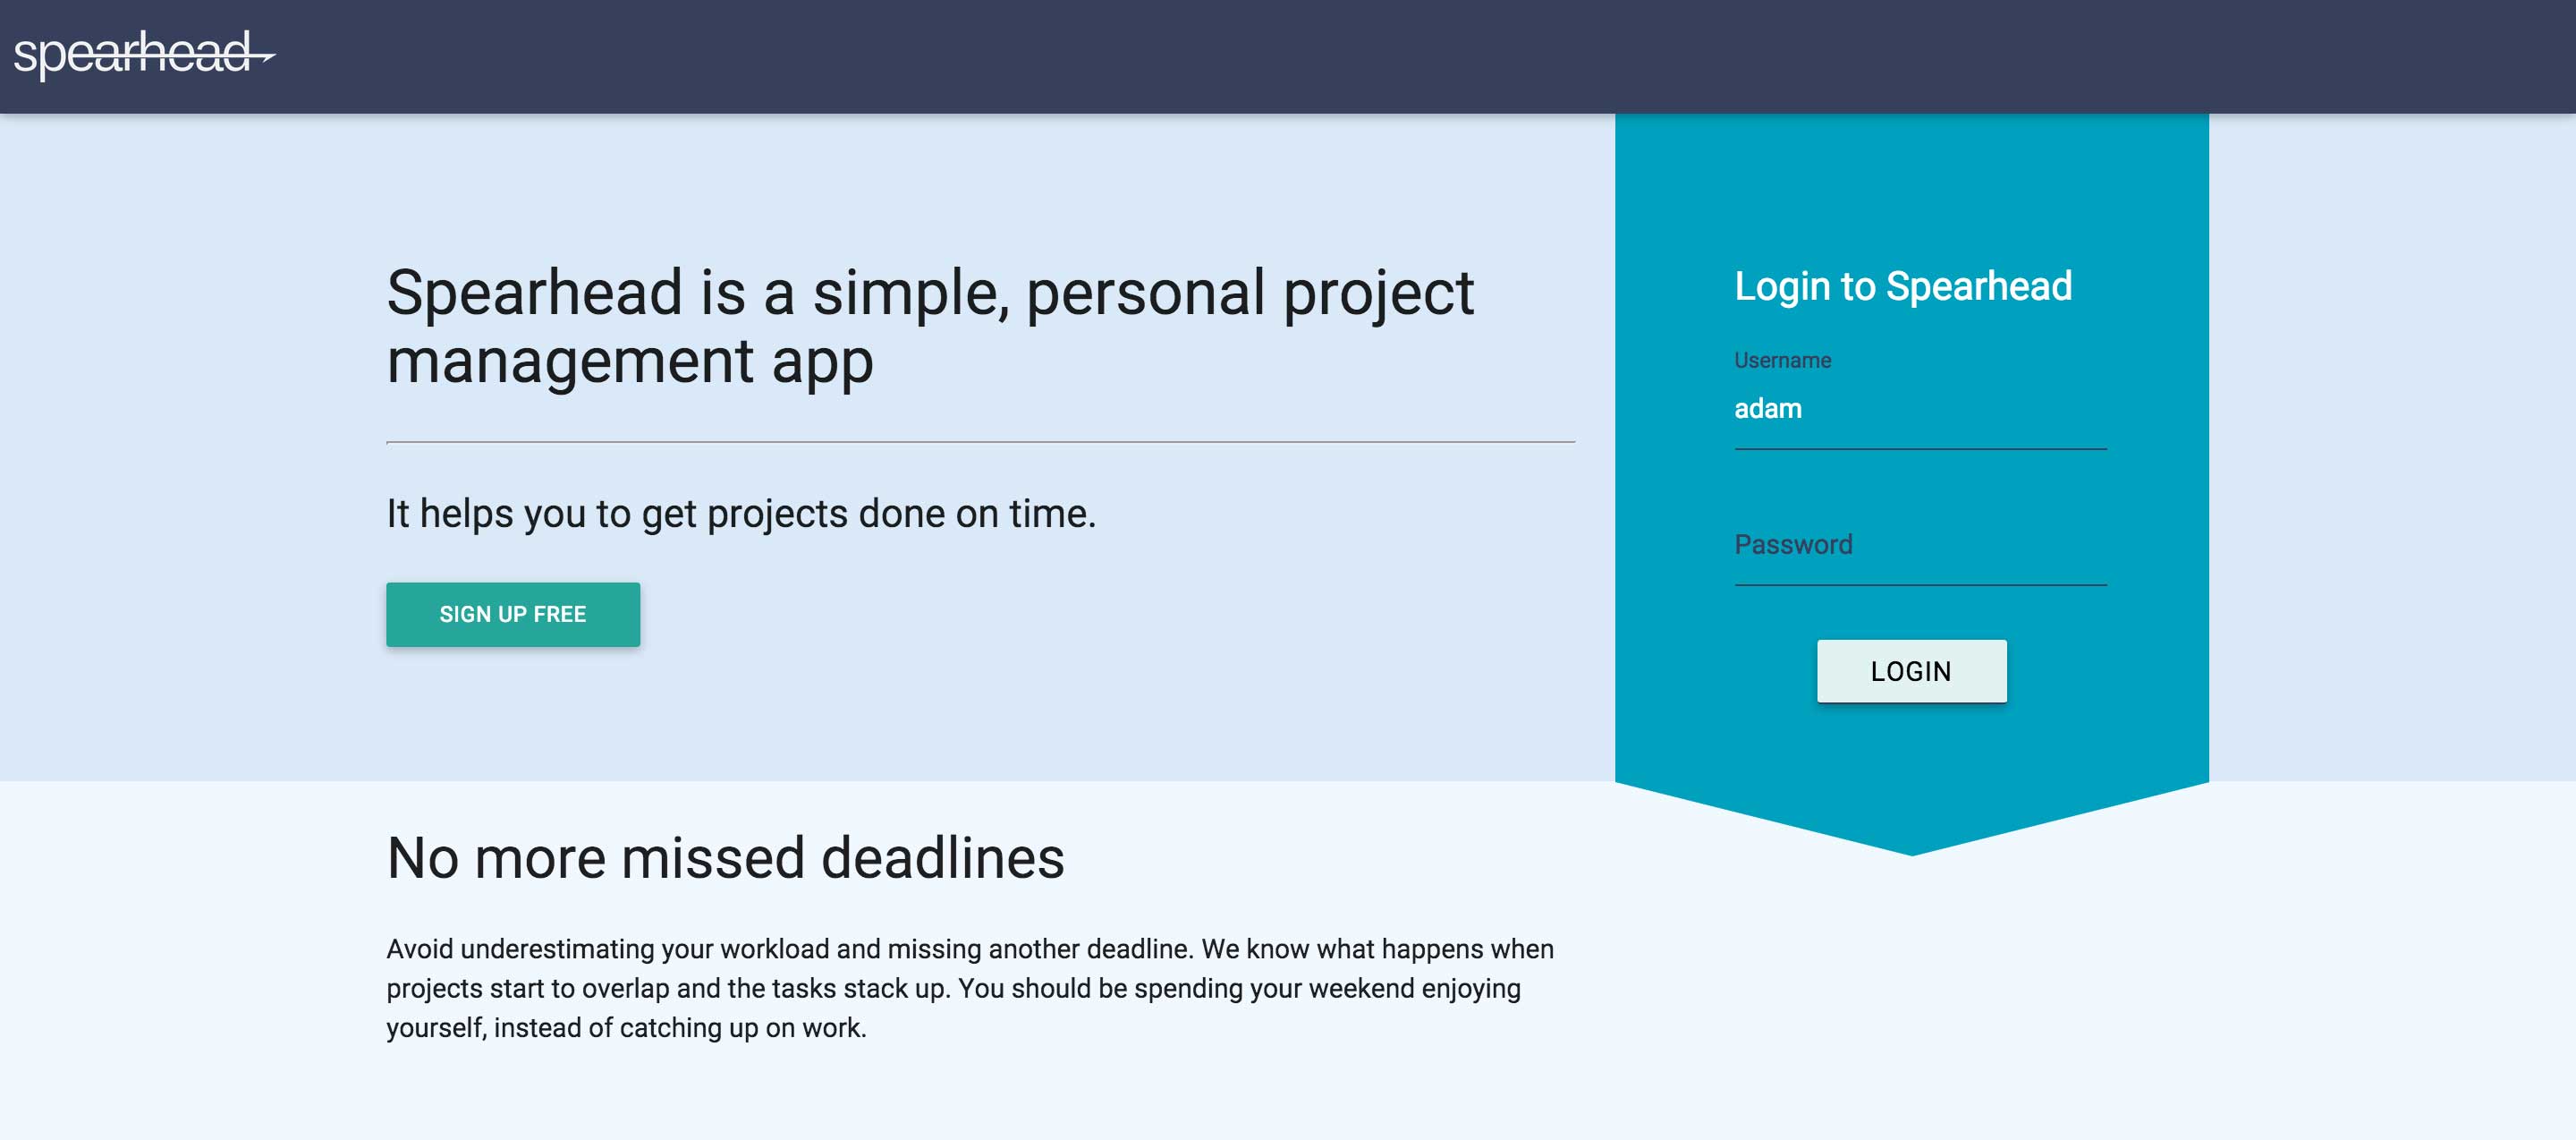 spearhead
Spearhead is a simple, personal project
management app
It helps you to get projects done on time.
SIGN UP FREE
Login to Spearhead
Username
adam
Password
LOGIN
No more missed deadlines
Avoid underestimating your workload and missing another deadline. We know what happens when
projects start to overlap and the tasks stack up. You should be spending your weekend enjoying
yourself, instead of catching up on work.